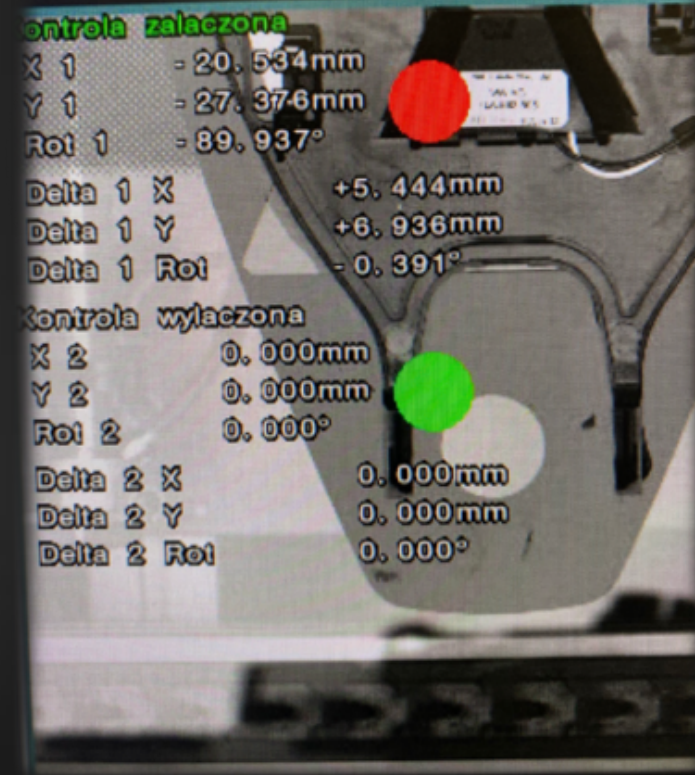 ontrola zalaczona
X 1 -20.534mm
Y 1 -27.376mm
Rot 1 -89.937°
Delta 1 X +5.444mm
Delta 1 Y +6.936mm
Delta 1 Rot -0.391°
Kontrola wylaczona
X 2 0.000mm
Y 2 0.000mm
Rot 2 0.000°
Delta 2 X 0.000mm
Delta 2 Y 0.000mm
Delta 2 Rot 0.000°